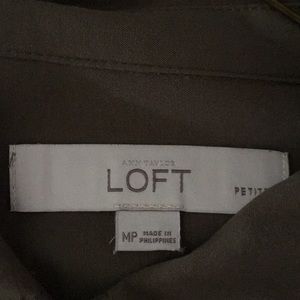 ANN TAYLOR
LOFT
PETITE
MP MADE IN
PHILIPPINES